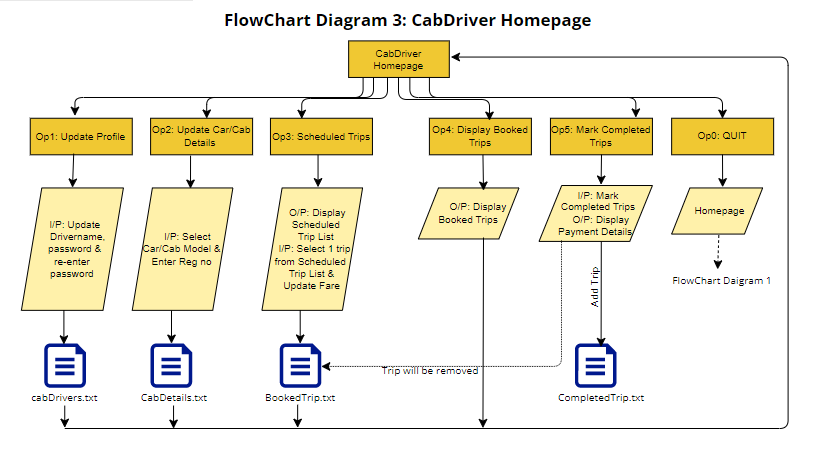 FlowChart Diagram 3: CabDriver Homepage
CabDriver
Homepage
Op1: Update Profile
Op2: Update Car/Cab
Details
Op3: Scheduled Trips
Op4: Display Booked
Trips
Op5: Mark Completed
Trips
Op0: QUIT
I/P: Update
Drivername,
password &
re-enter
password
I/P: Select
Car/Cab Model &
Enter Reg no
O/P: Display
Scheduled
Trip List
I/P: Select 1 trip
from Scheduled
Trip List &
Update Fare
O/P: Display
Booked Trips
I/P: Mark
Completed Trips
O/P: Display
Payment Details
Homepage
FlowChart Daigram 1
Add Trip
Trip will be removed
cabDrivers.txt
CabDetails.txt
BookedTrip.txt
CompletedTrip.txt